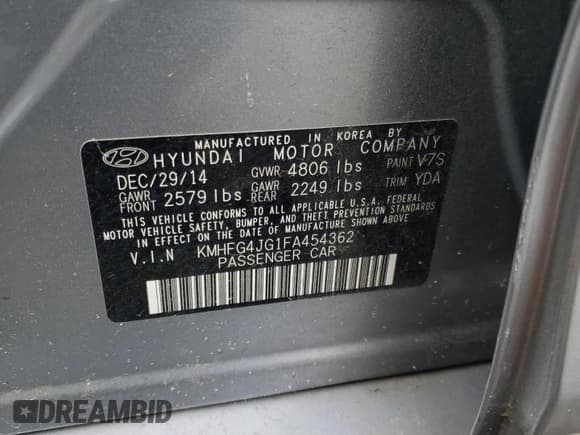 MANUFACTURED IN KOREA BY
HYUNDAI MOTOR COMPANY
DEC/29/14 GVWR 4806 lbs PAINT V7S
GAWR FRONT 2579 lbs GAWR REAR 2249 lbs TRIM YDA
THIS VEHICLE CONFORMS TO ALL APPLICABLE U.S.A. FEDERAL
MOTOR VEHICLE SAFETY, BUMPER, AND THEFT PREVENTION
STANDARDS IN EFFECT ON THE DATE OF MANUFACTURE SHOWN ABOVE.
V.I.N KMHFG4JG1FA454362
PASSENGER CAR
DREAMBID